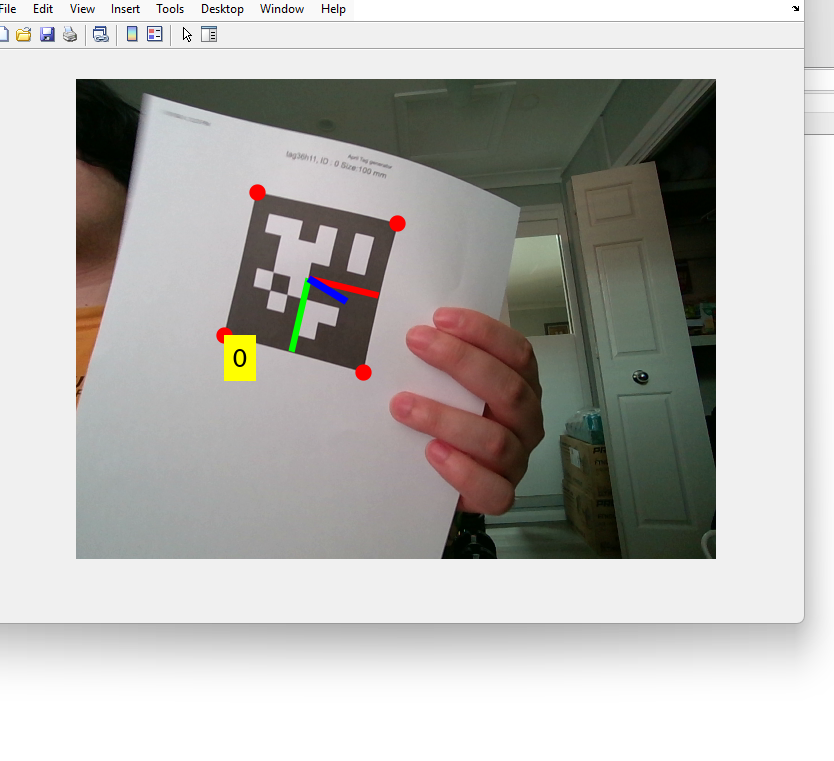 File Edit View Insert Tools Desktop Window Help
April Tag generator
tag36h11, ID : 0 Size:100 mm
0